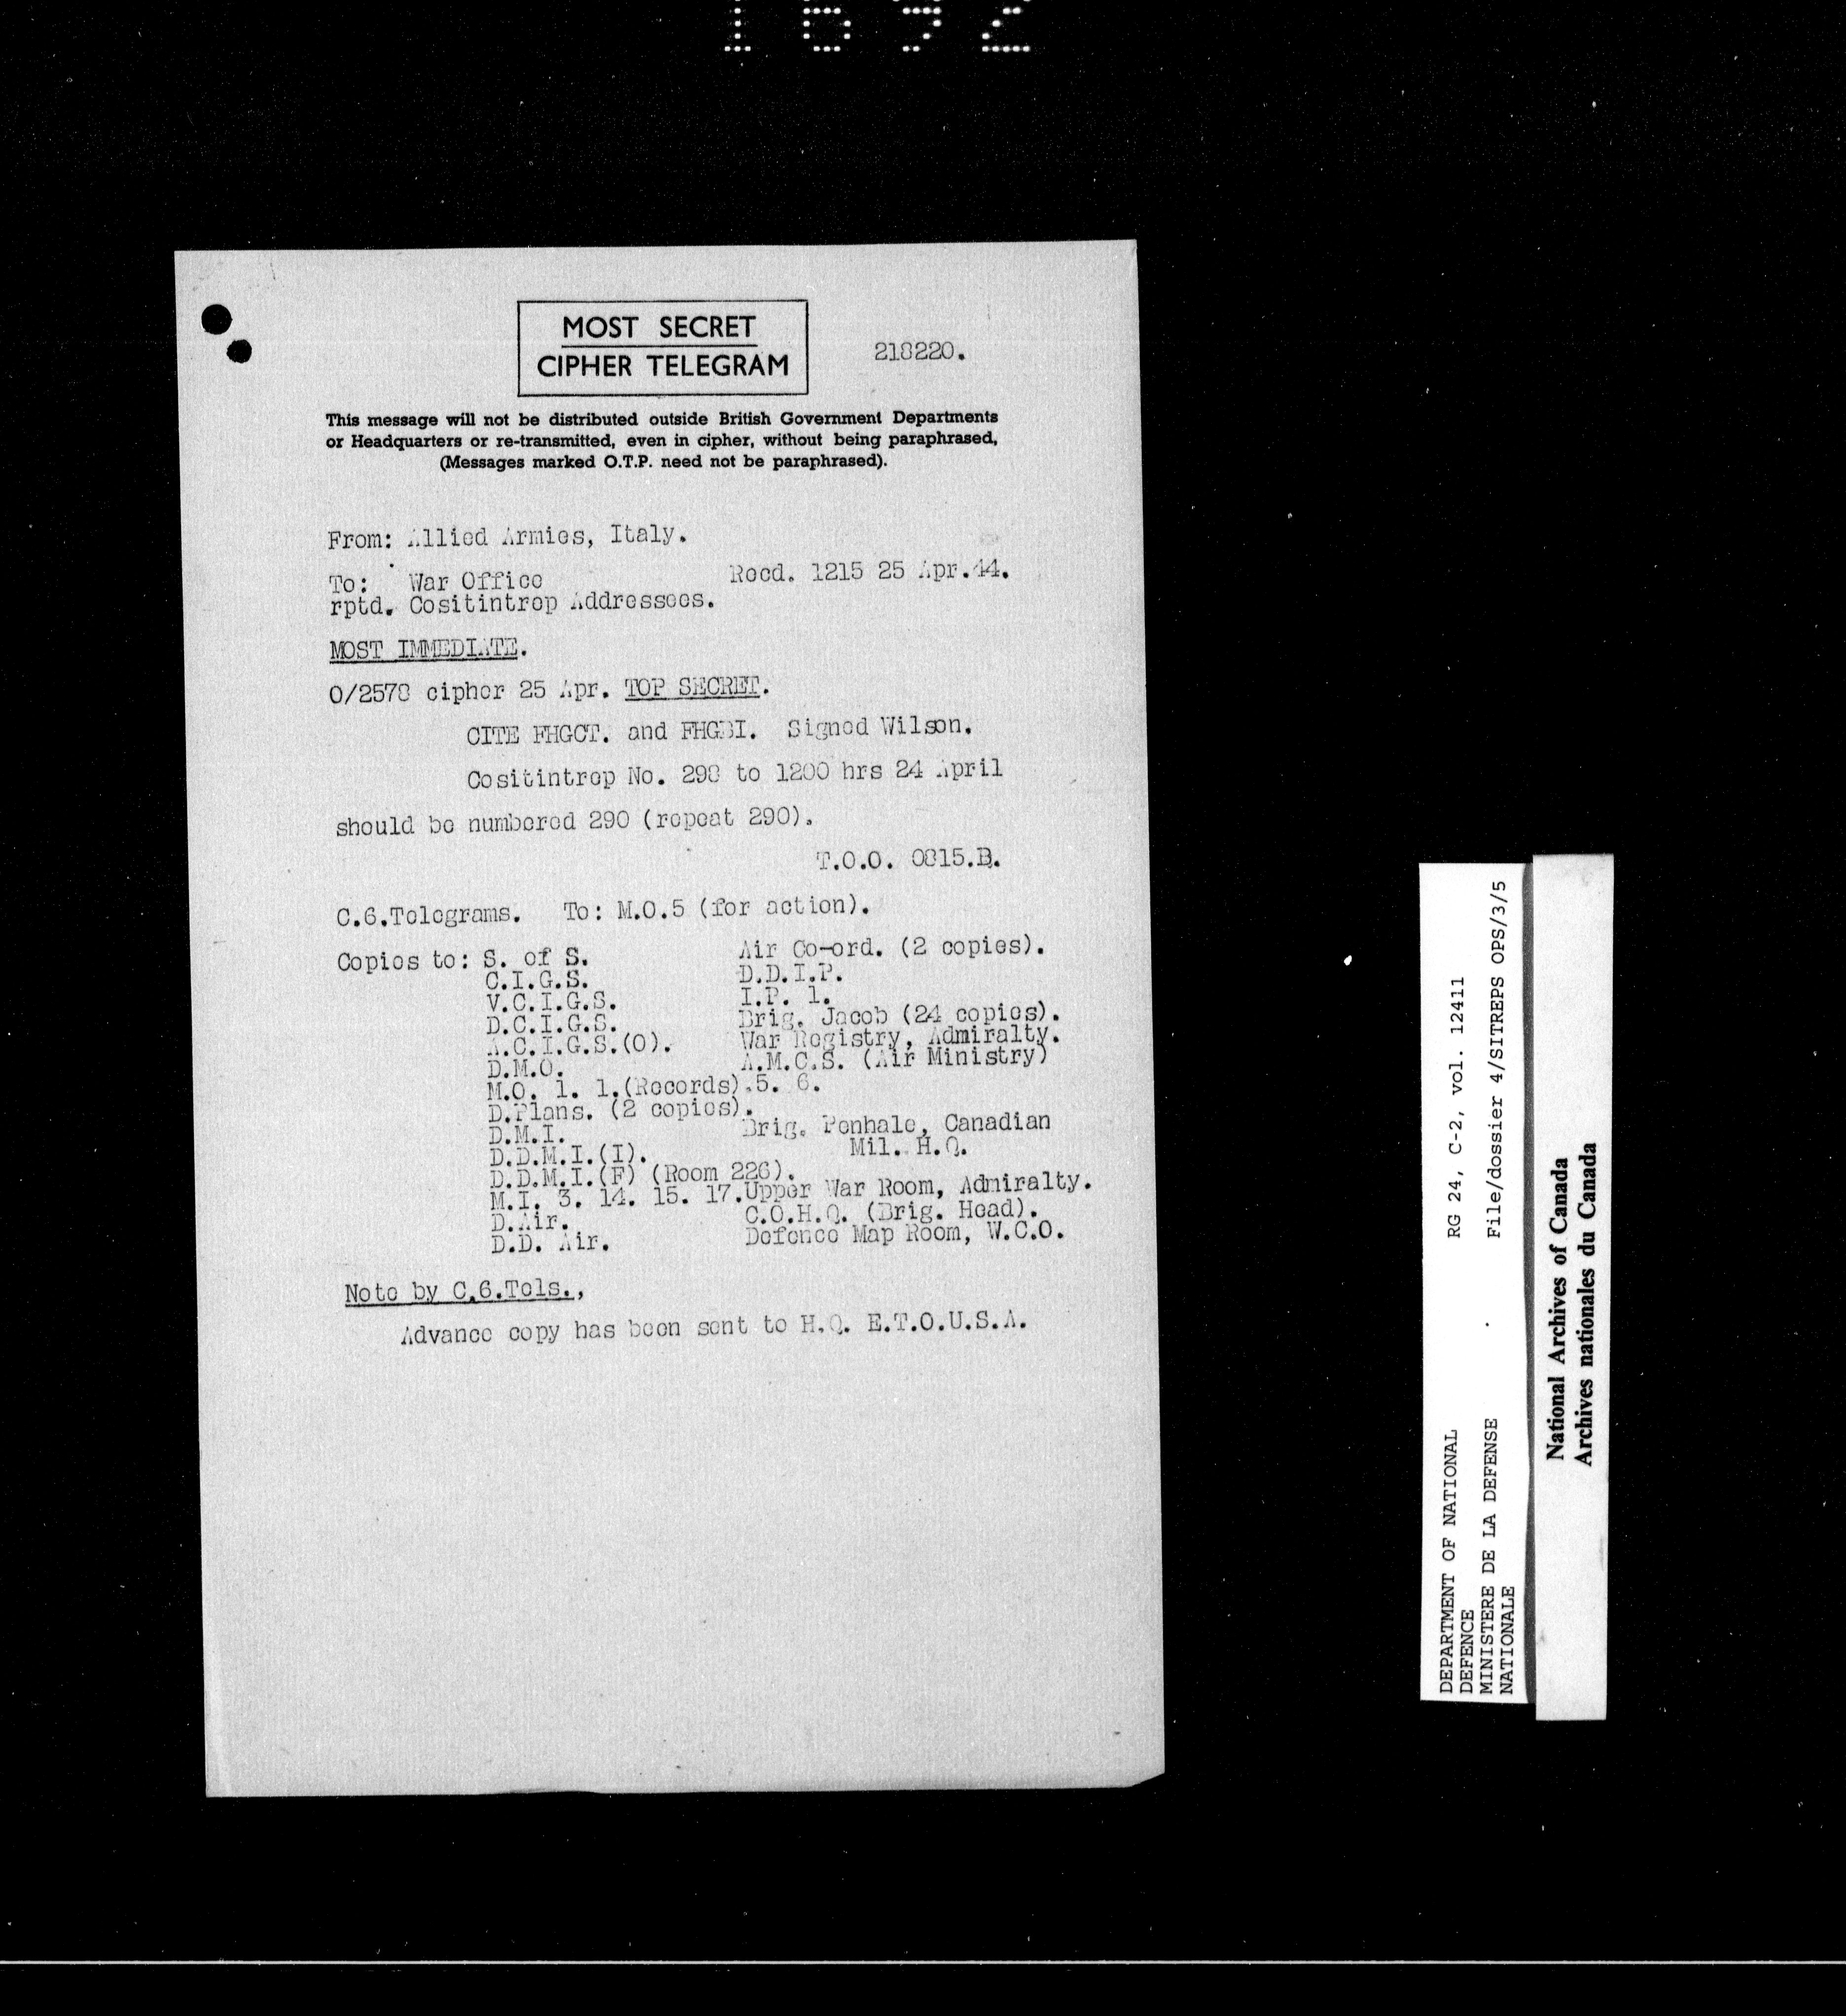 1692
MOST SECRET
CIPHER TELEGRAM
218220.
This message will not be distributed outside British Government Departments
or Headquarters or re-transmitted, even in cipher, without being paraphrased,
(Messages marked O.T.P. need not be paraphrased).
From: Allied Armies, Italy.
To: War Office Recd. 1215 25 Apr.44.
rptd. Cositintrep Addressees.
MOST IMMEDIATE.
O/2578 cipher 25 Apr. TOP SECRET.
CITE FHGCT. and FHGBI. Signed Wilson.
Cositintrep No. 298 to 1200 hrs 24 April
should be numbered 290 (repeat 290).
T.O.O. 0815.B.
C.6.Telegrams. To: M.O.5 (for action).
Copies to: S. of S. Air Co-ord. (2 copies).
C.I.G.S. D.D.I.P.
V.C.I.G.S. I.P. 1.
D.C.I.G.S. Brig. Jacob (24 copies).
A.C.I.G.S.(O). War Registry, Admiralty.
D.M.O. A.M.C.S. (Air Ministry)
M.O. 1. 1.(Records).5. 6.
D.Plans. (2 copies).
D.M.I. Brig. Penhale, Canadian
D.D.M.I.(I). Mil. H.Q.
D.D.M.I.(F) (Room 226).
M.I. 3. 14. 15. 17. Upper War Room, Admiralty.
D.Air. C.O.H.Q. (Brig. Head).
D.D. Air. Defence Map Room, W.C.O.
Note by C.6.Tels.,
Advance copy has been sent to H.Q. E.T.O.U.S.A.
DEPARTMENT OF NATIONAL
DEFENCE
MINISTERE DE LA DEFENSE
NATIONALE
RG 24, C-2, vol. 12411
File/dossier 4/SITREPS OPS/3/5
National Archives of Canada
Archives nationales du Canada